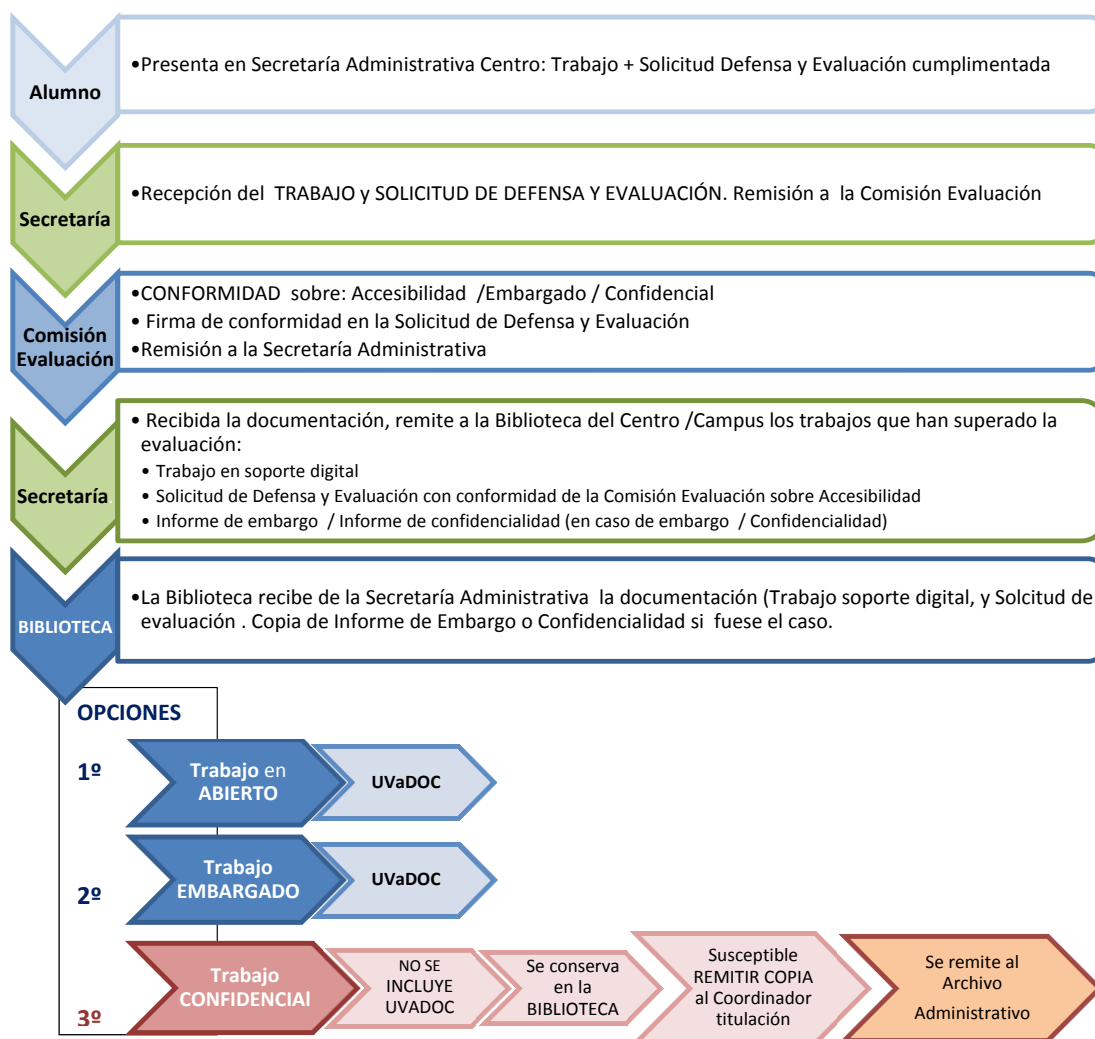 Alumno
•Presenta en Secretaría Administrativa Centro: Trabajo + Solicitud Defensa y Evaluación cumplimentada
Secretaría
•Recepción del TRABAJO y SOLICITUD DE DEFENSA Y EVALUACIÓN. Remisión a la Comisión Evaluación
Comisión
Evaluación
•CONFORMIDAD sobre: Accesibilidad /Embargado / Confidencial
• Firma de conformidad en la Solicitud de Defensa y Evaluación
•Remisión a la Secretaría Administrativa
Secretaría
• Recibida la documentación, remite a la Biblioteca del Centro /Campus los trabajos que han superado la
evaluación:
• Trabajo en soporte digital
• Solicitud de Defensa y Evaluación con conformidad de la Comisión Evaluación sobre Accesibilidad
• Informe de embargo / Informe de confidencialidad (en caso de embargo / Confidencialidad)
BIBLIOTECA
•La Biblioteca recibe de la Secretaría Administrativa la documentación (Trabajo soporte digital, y Solcitud de
evaluación . Copia de Informe de Embargo o Confidencialidad si fuese el caso.
OPCIONES
1º
Trabajo en
ABIERTO
UVaDOC
2º
Trabajo
EMBARGADO
UVaDOC
3º
Trabajo
CONFIDENCIAl
NO SE
INCLUYE
UVADOC
Se conserva
en la
BIBLIOTECA
Susceptible
REMITIR COPIA
al Coordinador
titulación
Se remite al
Archivo
Administrativo